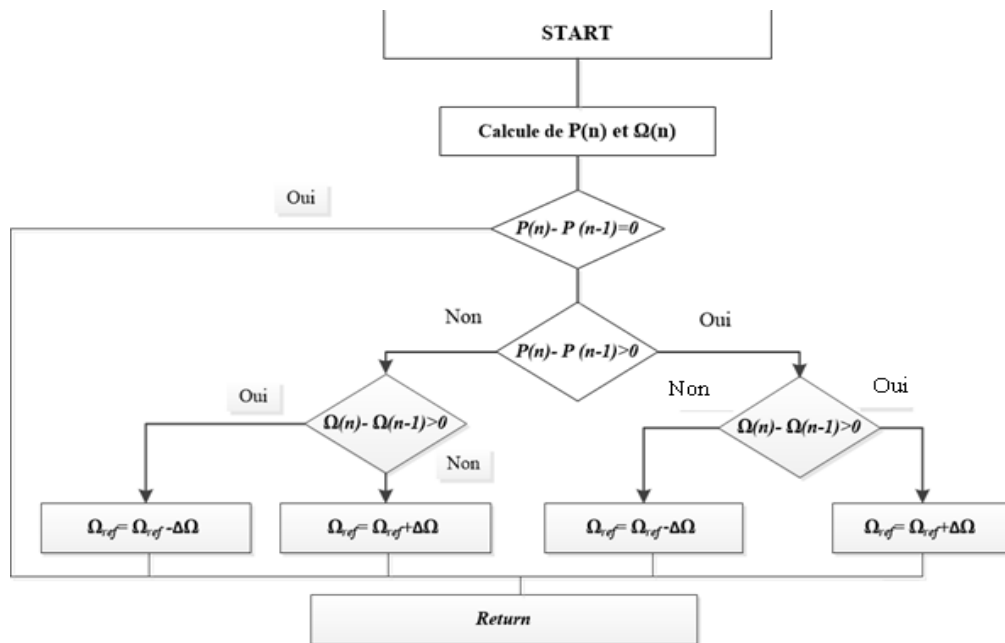 START
Calcule de P(n) et Ω(n)
Oui
P(n)- P (n-1)=0
Non
Oui
P(n)- P (n-1)>0
Oui
Non
Oui
Ω(n)- Ω(n-1)>0
Ω(n)- Ω(n-1)>0
Non
Ωref= Ωref -ΔΩ
Ωref= Ωref+ΔΩ
Ωref= Ωref-ΔΩ
Ωref= Ωref+ΔΩ
Return